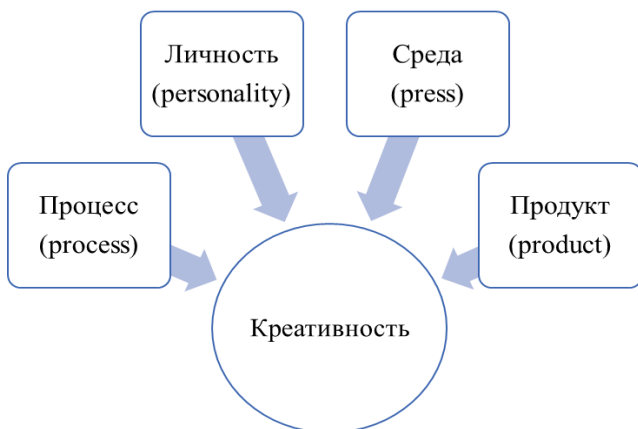 Личность
(personality)
Среда
(press)
Процесс
(process)
Продукт
(product)
Креативность